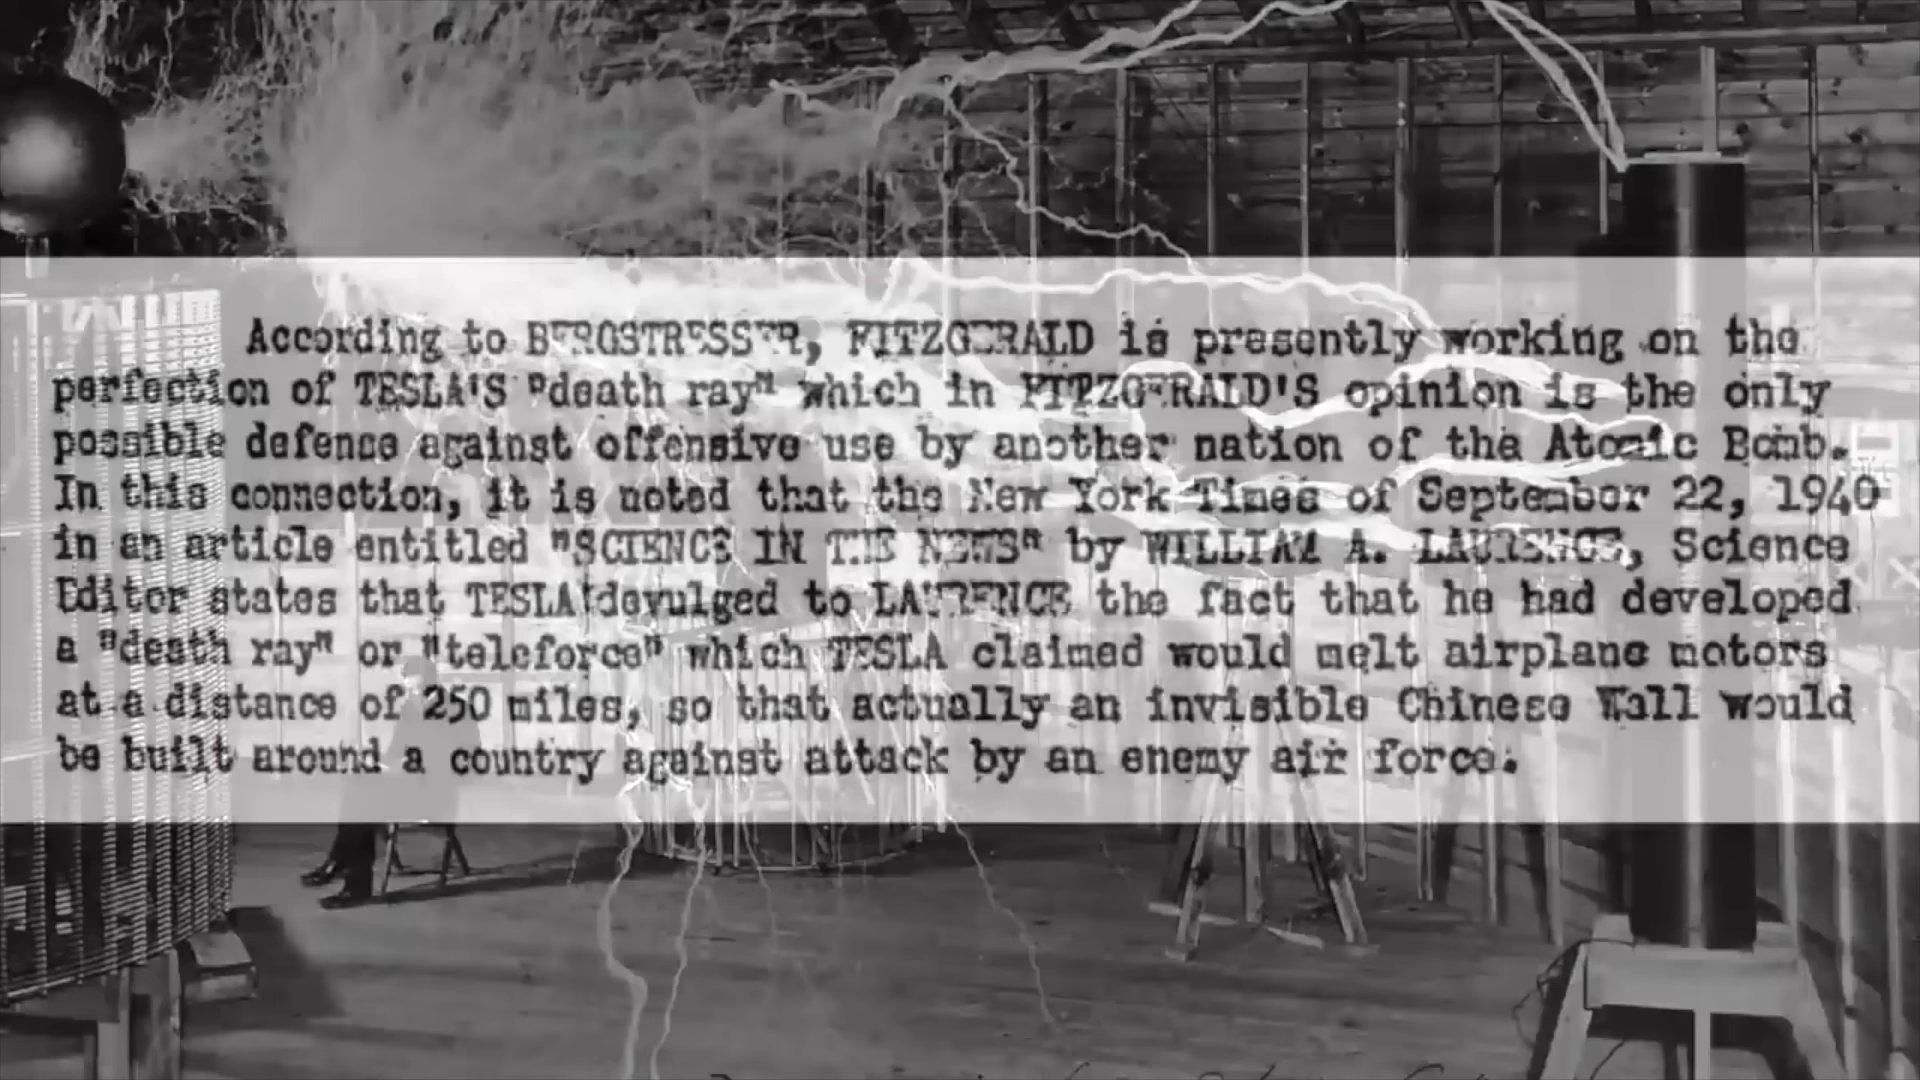 According to BERGSTRESSER, FITZGERALD is presently working on the
perfection of TESLA'S "death ray" which in FITZGERALD'S opinion is the only
possible defense against offensive use by another nation of the Atomic Bomb.
In this connection, it is noted that the New York Times of September 22, 1940
in an article entitled "SCIENCE IN THE NEWS" by WILLIAM A. LAURENCE, Science
Editor states that TESLA devulged to LAURENCE the fact that he had developed
a "death ray" or "teleforce" which TESLA claimed would melt airplane motors
at a distance of 250 miles, so that actually an invisible Chinese Wall would
be built around a country against attack by an enemy air force.